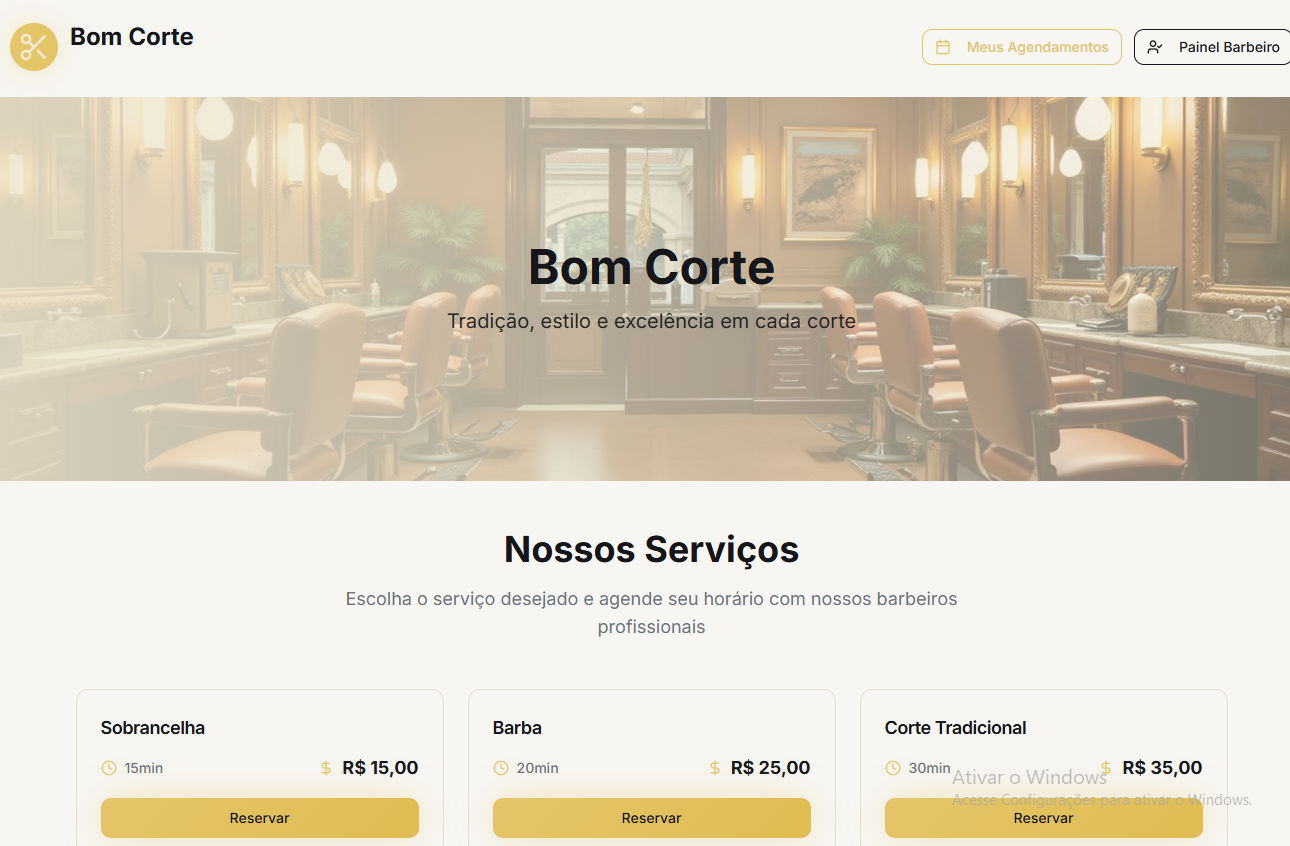 Bom Corte
Meus Agendamentos
Painel Barbeiro
Bom Corte
Tradição, estilo e excelência em cada corte
Nossos Serviços
Escolha o serviço desejado e agende seu horário com nossos barbeiros
profissionais
Sobrancelha
15min
$ R$ 15,00
Reservar
Barba
20min
$ R$ 25,00
Reservar
Corte Tradicional
30min
$ R$ 35,00
Reservar
Ativar o Windows
Acesse Configurações para ativar o Windows.